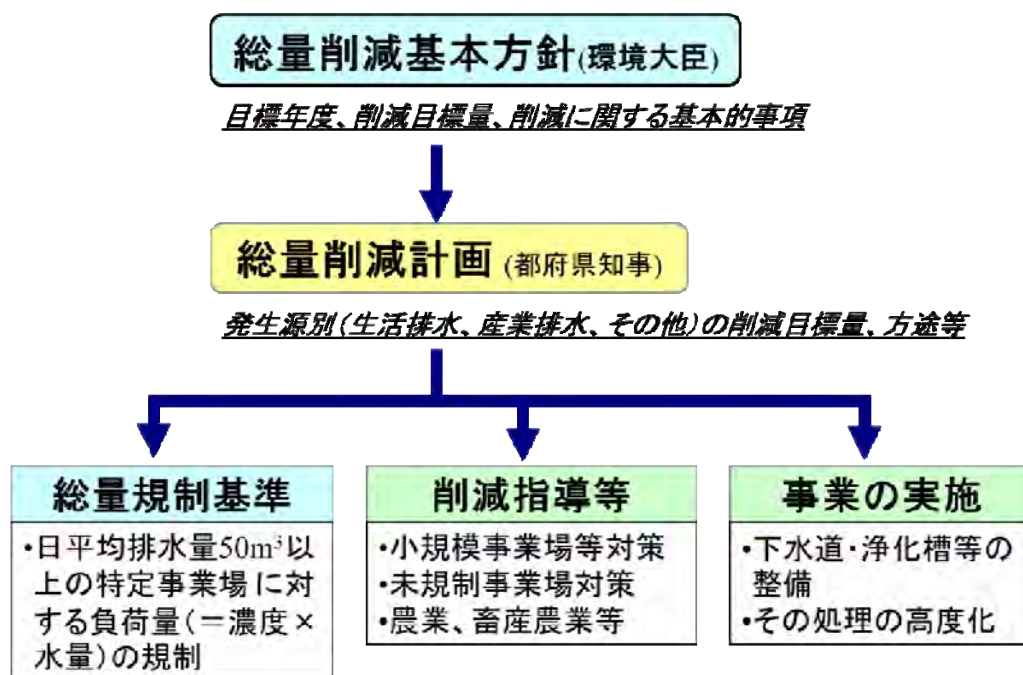 総量削減基本方針(環境大臣)
目標年度、削減目標量、削減に関する基本的事項
総量削減計画 (都府県知事)
発生源別(生活排水、産業排水、その他)の削減目標量、方途等
総量規制基準
・日平均排水量50m³以
上の特定事業場に対
する負荷量(=濃度×
水量)の規制
削減指導等
・小規模事業場等対策
・未規制事業場対策
・農業、畜産農業等
事業の実施
・下水道・浄化槽等の
整備
・その処理の高度化